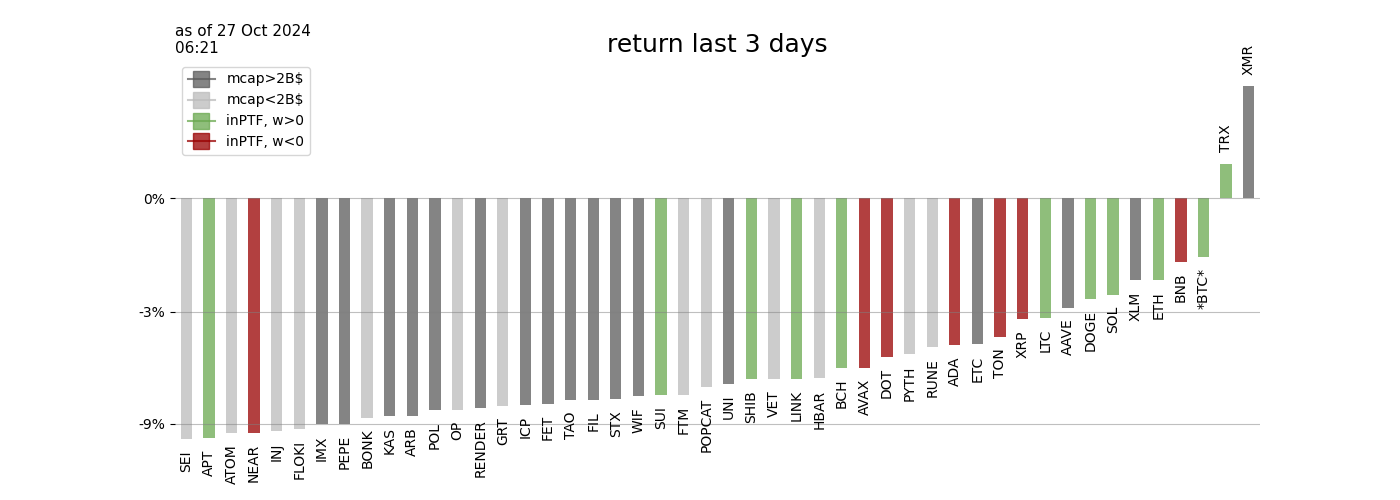 as of 27 Oct 2024
06:21
return last 3 days
mcap>2B$
mcap<2B$
inPTF, w>0
inPTF, w<0
0%
-3%
-9%
SEI
APT
ATOM
NEAR
INJ
FLOKI
IMX
PEPE
BONK
KAS
ARB
POL
OP
RENDER
GRT
ICP
FET
TAO
FIL
STX
WIF
SUI
FTM
POPCAT
UNI
SHIB
VET
LINK
HBAR
BCH
AVAX
DOT
PYTH
RUNE
ADA
ETC
TON
XRP
LTC
AAVE
DOGE
SOL
XLM
ETH
BNB
*BTC*
TRX
XMR